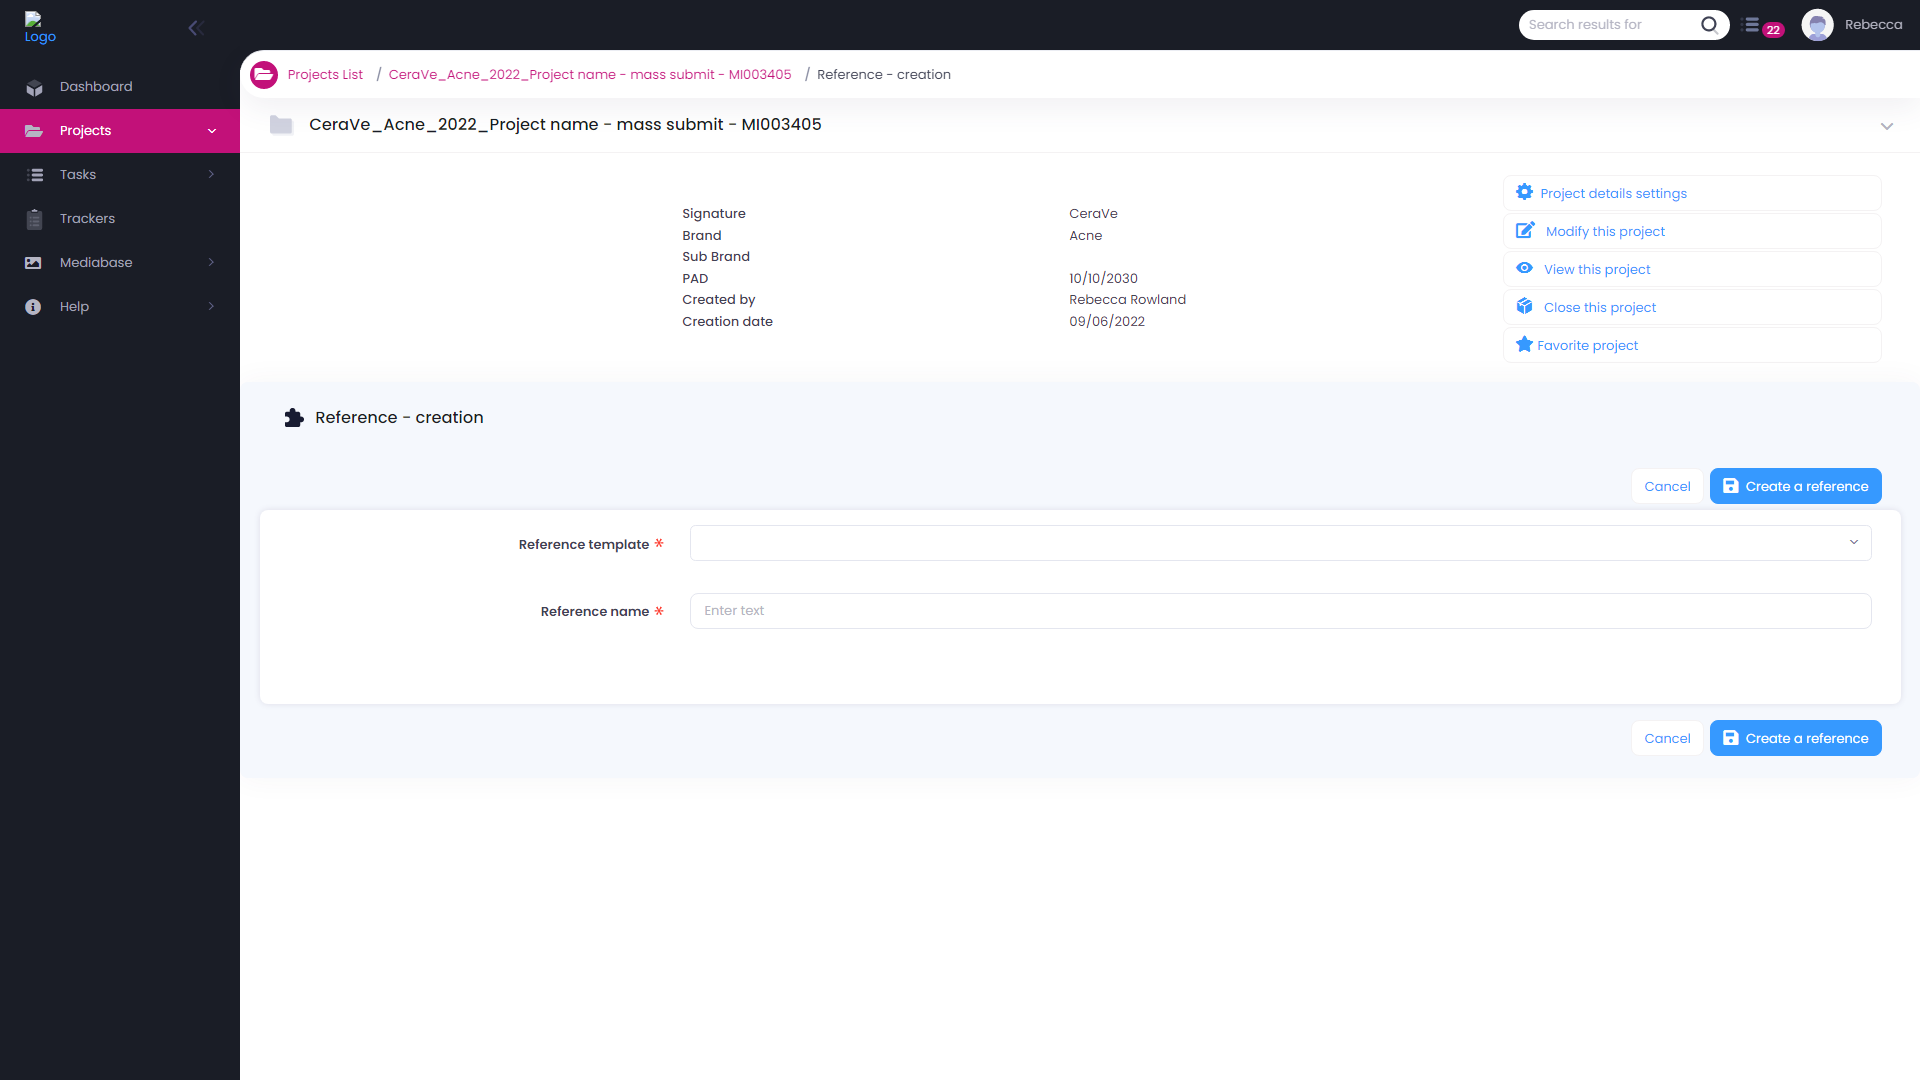 Logo
Search results for
22
Rebecca
Dashboard
Projects
Tasks
Trackers
Mediabase
Help
Projects List / CeraVe_Acne_2022_Project name - mass submit - MI003405 / Reference - creation
CeraVe_Acne_2022_Project name - mass submit - MI003405
Signature CeraVe
Brand Acne
Sub Brand
PAD 10/10/2030
Created by Rebecca Rowland
Creation date 09/06/2022
Project details settings
Modify this project
View this project
Close this project
Favorite project
Reference - creation
Cancel Create a reference
Reference template *
Reference name * Enter text
Cancel Create a reference